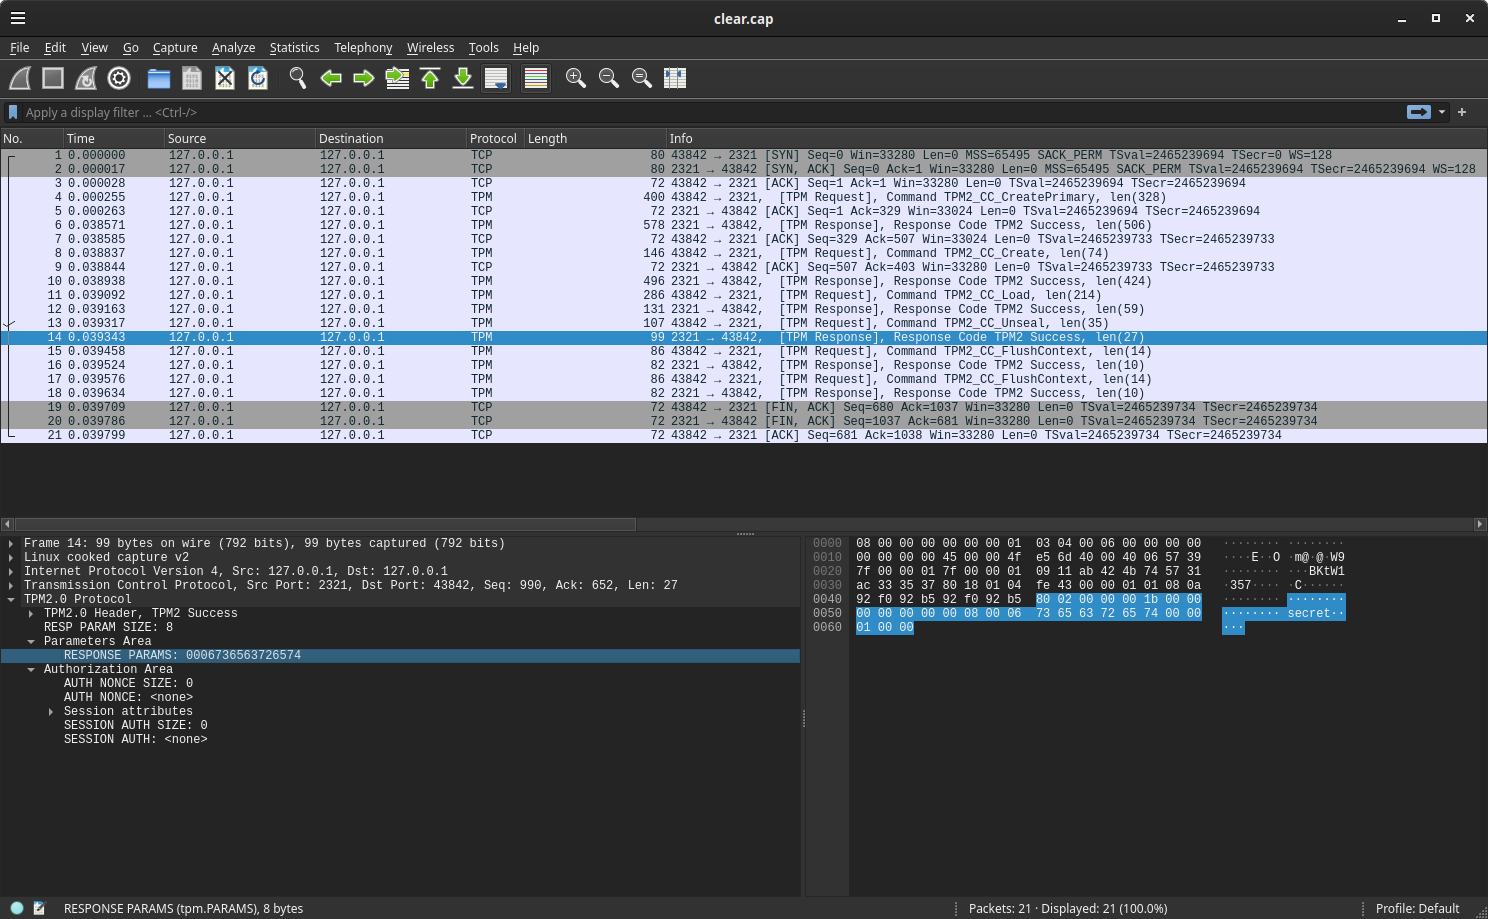 clear.cap
File Edit View Go Capture Analyze Statistics Telephony Wireless Tools Help
Apply a display filter ... <Ctrl-/>
No. Time Source Destination Protocol Length Info
1 0.000000 127.0.0.1 127.0.0.1 TCP 80 43842 → 2321 [SYN] Seq=0 Win=33280 Len=0 MSS=65495 SACK_PERM TSval=2465239694 TSecr=0 WS=128
2 0.000017 127.0.0.1 127.0.0.1 TCP 80 2321 → 43842 [SYN, ACK] Seq=0 Ack=1 Win=33280 Len=0 MSS=65495 SACK_PERM TSval=2465239694 TSecr=2465239694 WS=128
3 0.000028 127.0.0.1 127.0.0.1 TCP 72 43842 → 2321 [ACK] Seq=1 Ack=1 Win=33280 Len=0 TSval=2465239694 TSecr=2465239694
4 0.000255 127.0.0.1 127.0.0.1 TPM 400 43842 → 2321, [TPM Request], Command TPM2_CC_CreatePrimary, len(328)
5 0.000263 127.0.0.1 127.0.0.1 TCP 72 2321 → 43842 [ACK] Seq=1 Ack=329 Win=33024 Len=0 TSval=2465239694 TSecr=2465239694
6 0.038571 127.0.0.1 127.0.0.1 TPM 578 2321 → 43842, [TPM Response], Response Code TPM2 Success, len(506)
7 0.038585 127.0.0.1 127.0.0.1 TCP 72 43842 → 2321 [ACK] Seq=329 Ack=507 Win=33024 Len=0 TSval=2465239733 TSecr=2465239733
8 0.038837 127.0.0.1 127.0.0.1 TPM 146 43842 → 2321, [TPM Request], Command TPM2_CC_Create, len(74)
9 0.038844 127.0.0.1 127.0.0.1 TCP 72 2321 → 43842 [ACK] Seq=507 Ack=403 Win=33280 Len=0 TSval=2465239733 TSecr=2465239733
10 0.038938 127.0.0.1 127.0.0.1 TPM 496 2321 → 43842, [TPM Response], Response Code TPM2 Success, len(424)
11 0.039092 127.0.0.1 127.0.0.1 TPM 286 43842 → 2321, [TPM Request], Command TPM2_CC_Load, len(214)
12 0.039163 127.0.0.1 127.0.0.1 TPM 131 2321 → 43842, [TPM Response], Response Code TPM2 Success, len(59)
13 0.039317 127.0.0.1 127.0.0.1 TPM 107 43842 → 2321, [TPM Request], Command TPM2_CC_Unseal, len(35)
14 0.039343 127.0.0.1 127.0.0.1 TPM 99 2321 → 43842, [TPM Response], Response Code TPM2 Success, len(27)
15 0.039458 127.0.0.1 127.0.0.1 TPM 86 43842 → 2321, [TPM Request], Command TPM2_CC_FlushContext, len(14)
16 0.039524 127.0.0.1 127.0.0.1 TPM 82 2321 → 43842, [TPM Response], Response Code TPM2 Success, len(10)
17 0.039576 127.0.0.1 127.0.0.1 TPM 86 43842 → 2321, [TPM Request], Command TPM2_CC_FlushContext, len(14)
18 0.039634 127.0.0.1 127.0.0.1 TPM 82 2321 → 43842, [TPM Response], Response Code TPM2 Success, len(10)
19 0.039709 127.0.0.1 127.0.0.1 TCP 72 43842 → 2321 [FIN, ACK] Seq=680 Ack=1037 Win=33280 Len=0 TSval=2465239734 TSecr=2465239734
20 0.039786 127.0.0.1 127.0.0.1 TCP 72 2321 → 43842 [FIN, ACK] Seq=1037 Ack=681 Win=33280 Len=0 TSval=2465239734 TSecr=2465239734
21 0.039799 127.0.0.1 127.0.0.1 TCP 72 43842 → 2321 [ACK] Seq=681 Ack=1038 Win=33280 Len=0 TSval=2465239734 TSecr=2465239734
Frame 14: 99 bytes on wire (792 bits), 99 bytes captured (792 bits)
Linux cooked capture v2
Internet Protocol Version 4, Src: 127.0.0.1, Dst: 127.0.0.1
Transmission Control Protocol, Src Port: 2321, Dst Port: 43842, Seq: 990, Ack: 652, Len: 27
TPM2.0 Protocol
TPM2.0 Header, TPM2 Success
RESP PARAM SIZE: 8
Parameters Area
RESPONSE PARAMS: 0006736563726574
Authorization Area
AUTH NONCE SIZE: 0
AUTH NONCE: <none>
Session attributes
SESSION AUTH SIZE: 0
SESSION AUTH: <none>
0000 08 00 00 00 00 00 00 01 03 04 00 06 00 00 00 00 ········ ········
0010 00 00 00 00 45 00 00 4f e5 6d 40 00 40 06 57 39 ····E··O ·m@·@·W9
0020 7f 00 00 01 7f 00 00 01 09 11 ab 42 4b 74 57 31 ········ ···BKtW1
0030 ac 33 35 37 80 18 01 04 fe 43 00 00 01 01 08 0a ·357···· ·C······
0040 92 f0 92 b5 92 f0 92 b5 80 02 00 00 00 1b 00 00 ········ ········
0050 00 00 00 00 00 08 00 06 73 65 63 72 65 74 00 00 ········ secret··
0060 01 00 00 ···
RESPONSE PARAMS (tpm.PARAMS), 8 bytes
Packets: 21 · Displayed: 21 (100.0%)
Profile: Default